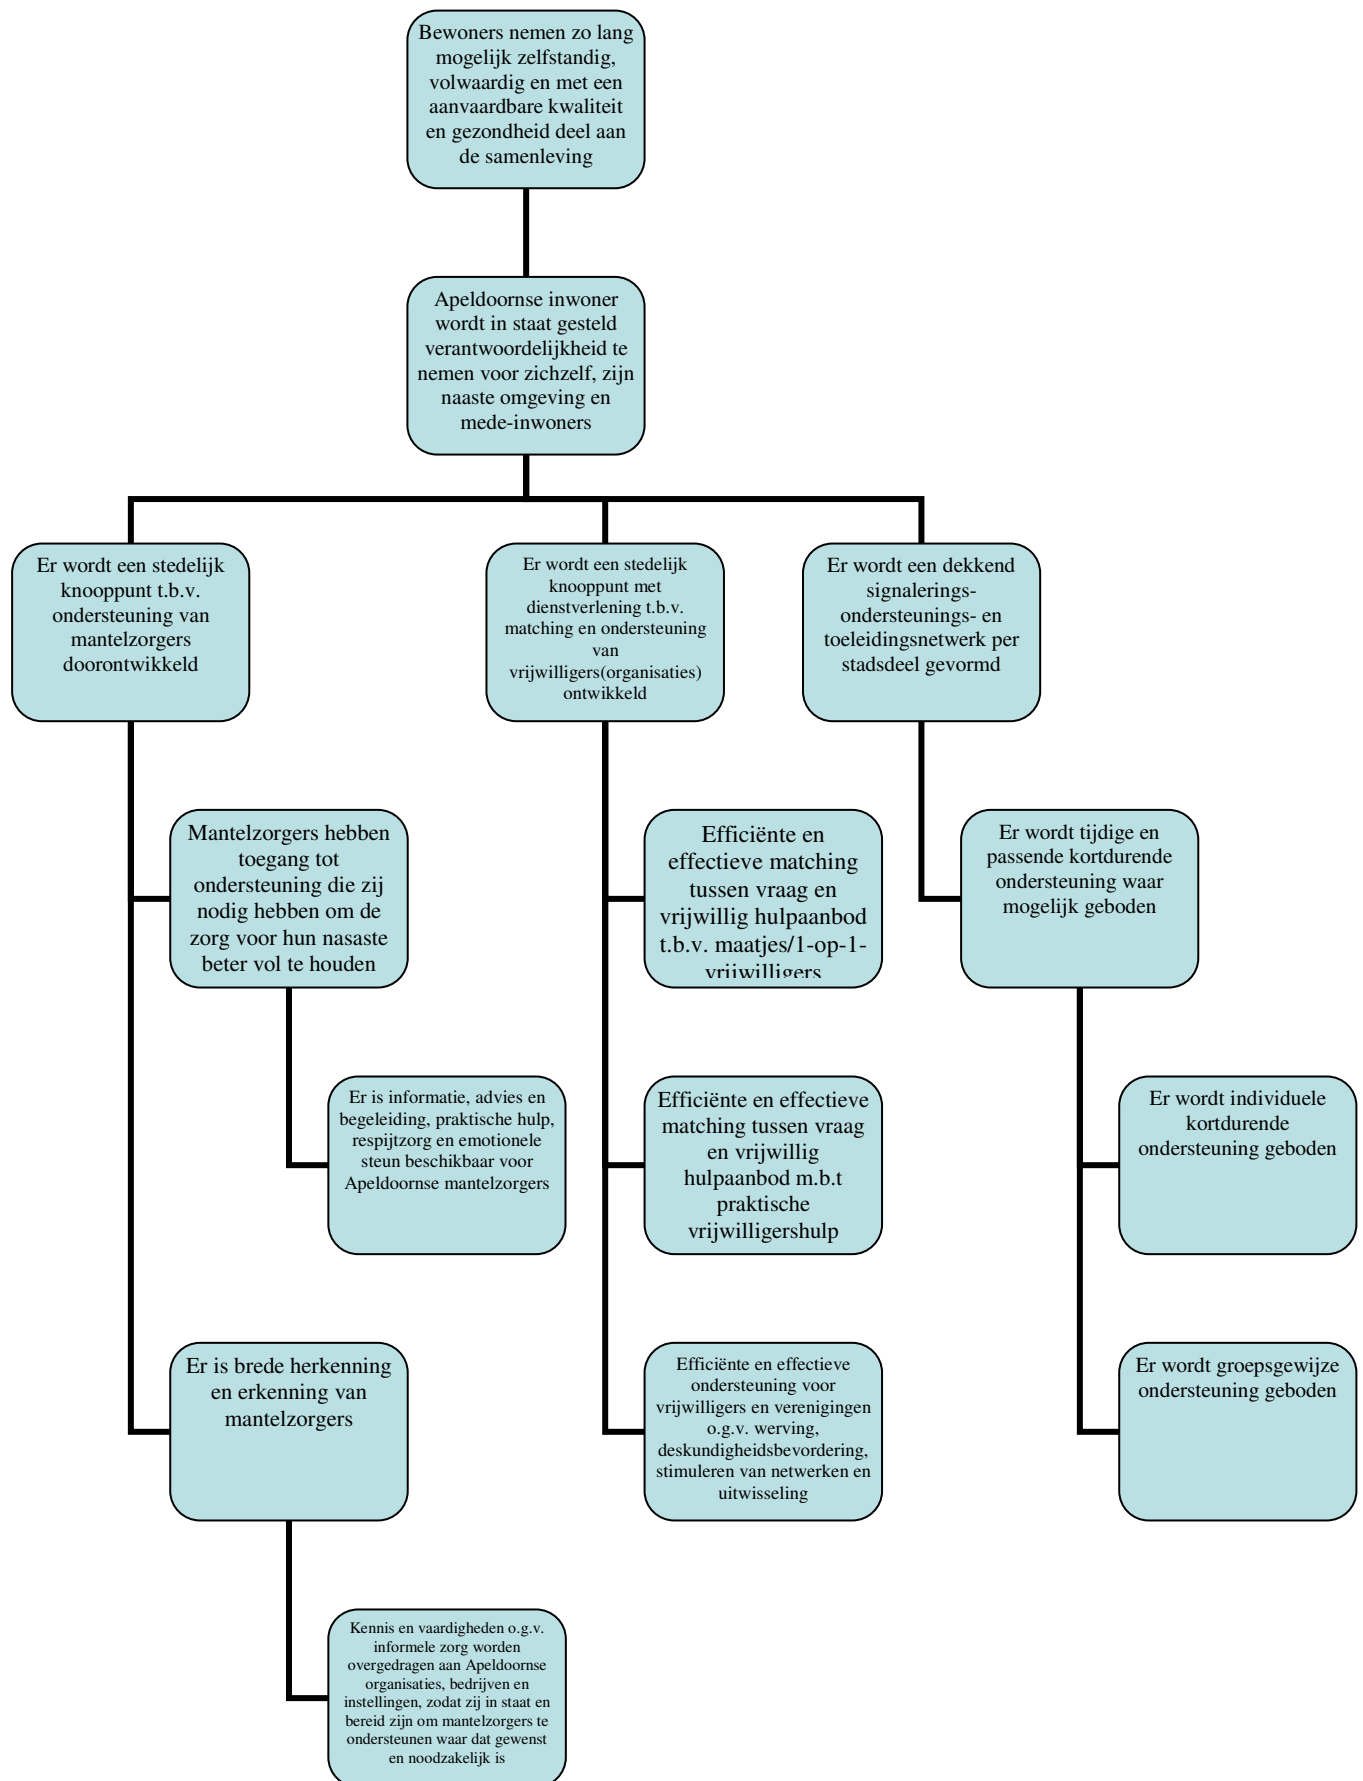 Bewoners nemen zo lang
mogelijk zelfstandig,
volwaardig en met een
aanvaardbare kwaliteit
en gezondheid deel aan
de samenleving
Apeldoornse inwoner
wordt in staat gesteld
verantwoordelijkheid te
nemen voor zichzelf, zijn
naaste omgeving en
mede-inwoners
Er wordt een stedelijk
knooppunt t.b.v.
ondersteuning van
mantelzorgers
doorontwikkeld
Er wordt een stedelijk
knooppunt met
dienstverlening t.b.v.
matching en ondersteuning
van
vrijwilligers(organisaties)
ontwikkeld
Er wordt een dekkend
signalerings-
ondersteunings- en
toeleidingsnetwerk per
stadsdeel gevormd
Mantelzorgers hebben
toegang tot
ondersteuning die zij
nodig hebben om de
zorg voor hun nasaste
beter vol te houden
Efficiënte en
effectieve matching
tussen vraag en
vrijwillig hulpaanbod
t.b.v. maatjes/1-op-1-
vrijwilligers
Er wordt tijdige en
passende kortdurende
ondersteuning waar
mogelijk geboden
Er is informatie, advies en
begeleiding, praktische hulp,
respijtzorg en emotionele
steun beschikbaar voor
Apeldoornse mantelzorgers
Efficiënte en effectieve
matching tussen vraag
en vrijwillig
hulpaanbod m.b.t
praktische
vrijwilligershulp
Er wordt individuele
kortdurende
ondersteuning geboden
Er is brede herkenning
en erkenning van
mantelzorgers
Efficiënte en effectieve
ondersteuning voor
vrijwilligers en verenigingen
o.g.v. werving,
deskundigheidsbevordering,
stimuleren van netwerken en
uitwisseling
Er wordt groepsgewijze
ondersteuning geboden
Kennis en vaardigheden o.g.v.
informele zorg worden
overgedragen aan Apeldoornse
organisaties, bedrijven en
instellingen, zodat zij in staat en
bereid zijn om mantelzorgers te
ondersteunen waar dat gewenst
en noodzakelijk is